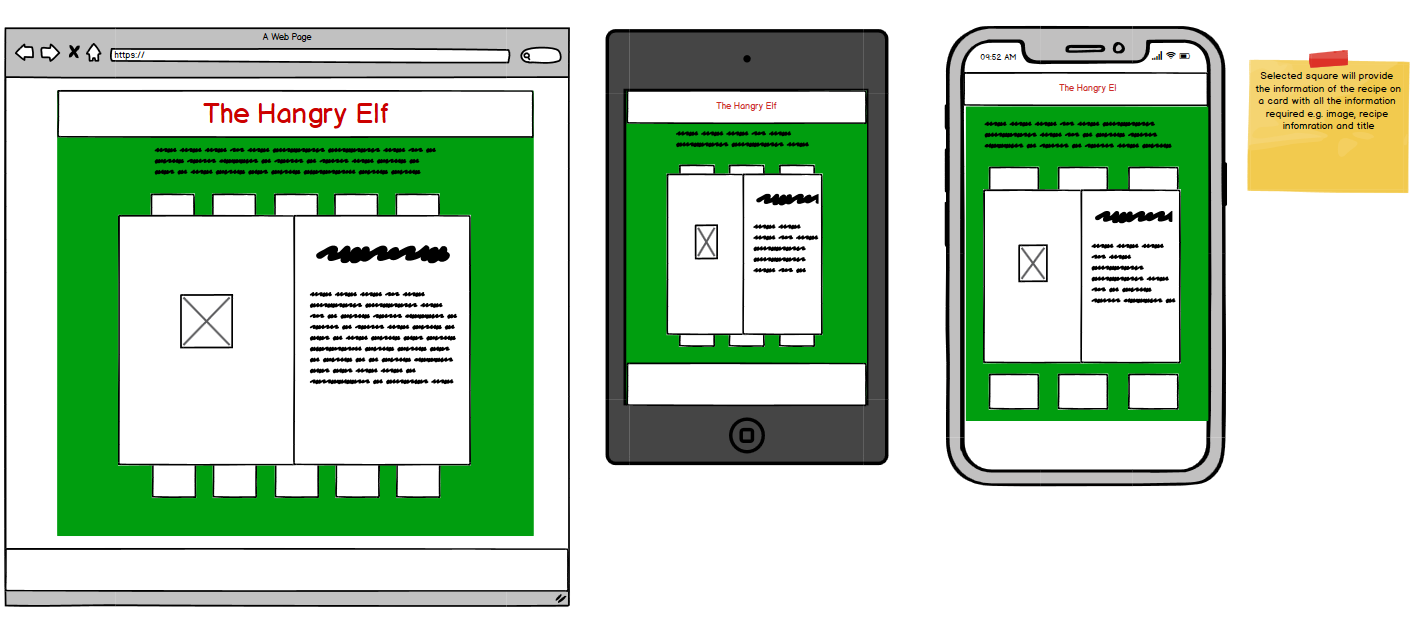 A Web Page
https://
The Hangry Elf
The Hangry Elf
09:52 AM
The Hangry El
Selected square will provide
the information of the recipe on
a card with all the information
required e.g. image, recipe
infomration and title